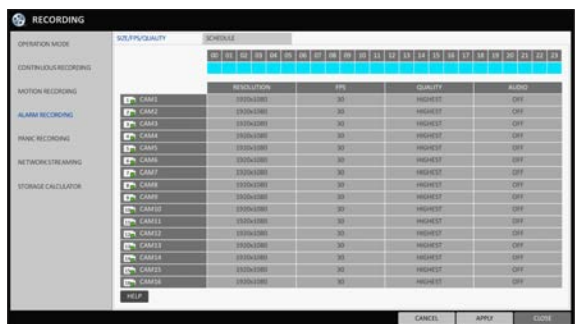 RECORDING
OPERATION MODE
CONTINUOUS RECORDING
MOTION RECORDING
ALARM RECORDING
PANIC RECORDING
NETWORK STREAMING
STORAGE CALCULATOR
SIZE/FPS/QUALITY SCHEDULE
00 01 02 03 04 05 06 07 08 09 10 11 12 13 14 15 16 17 18 19 20 21 22 23
RESOLUTION FPS QUALITY AUDIO
CAM1 1920x1080 30 HIGHEST OFF
CAM2 1920x1080 30 HIGHEST OFF
CAM3 1920x1080 30 HIGHEST OFF
CAM4 1920x1080 30 HIGHEST OFF
CAM5 1920x1080 30 HIGHEST OFF
CAM6 1920x1080 30 HIGHEST OFF
CAM7 1920x1080 30 HIGHEST OFF
CAM8 1920x1080 30 HIGHEST OFF
CAM9 1920x1080 30 HIGHEST OFF
CAM10 1920x1080 30 HIGHEST OFF
CAM11 1920x1080 30 HIGHEST OFF
CAM12 1920x1080 30 HIGHEST OFF
CAM13 1920x1080 30 HIGHEST OFF
CAM14 1920x1080 30 HIGHEST OFF
CAM15 1920x1080 30 HIGHEST OFF
CAM16 1920x1080 30 HIGHEST OFF
HELP
CANCEL APPLY CLOSE